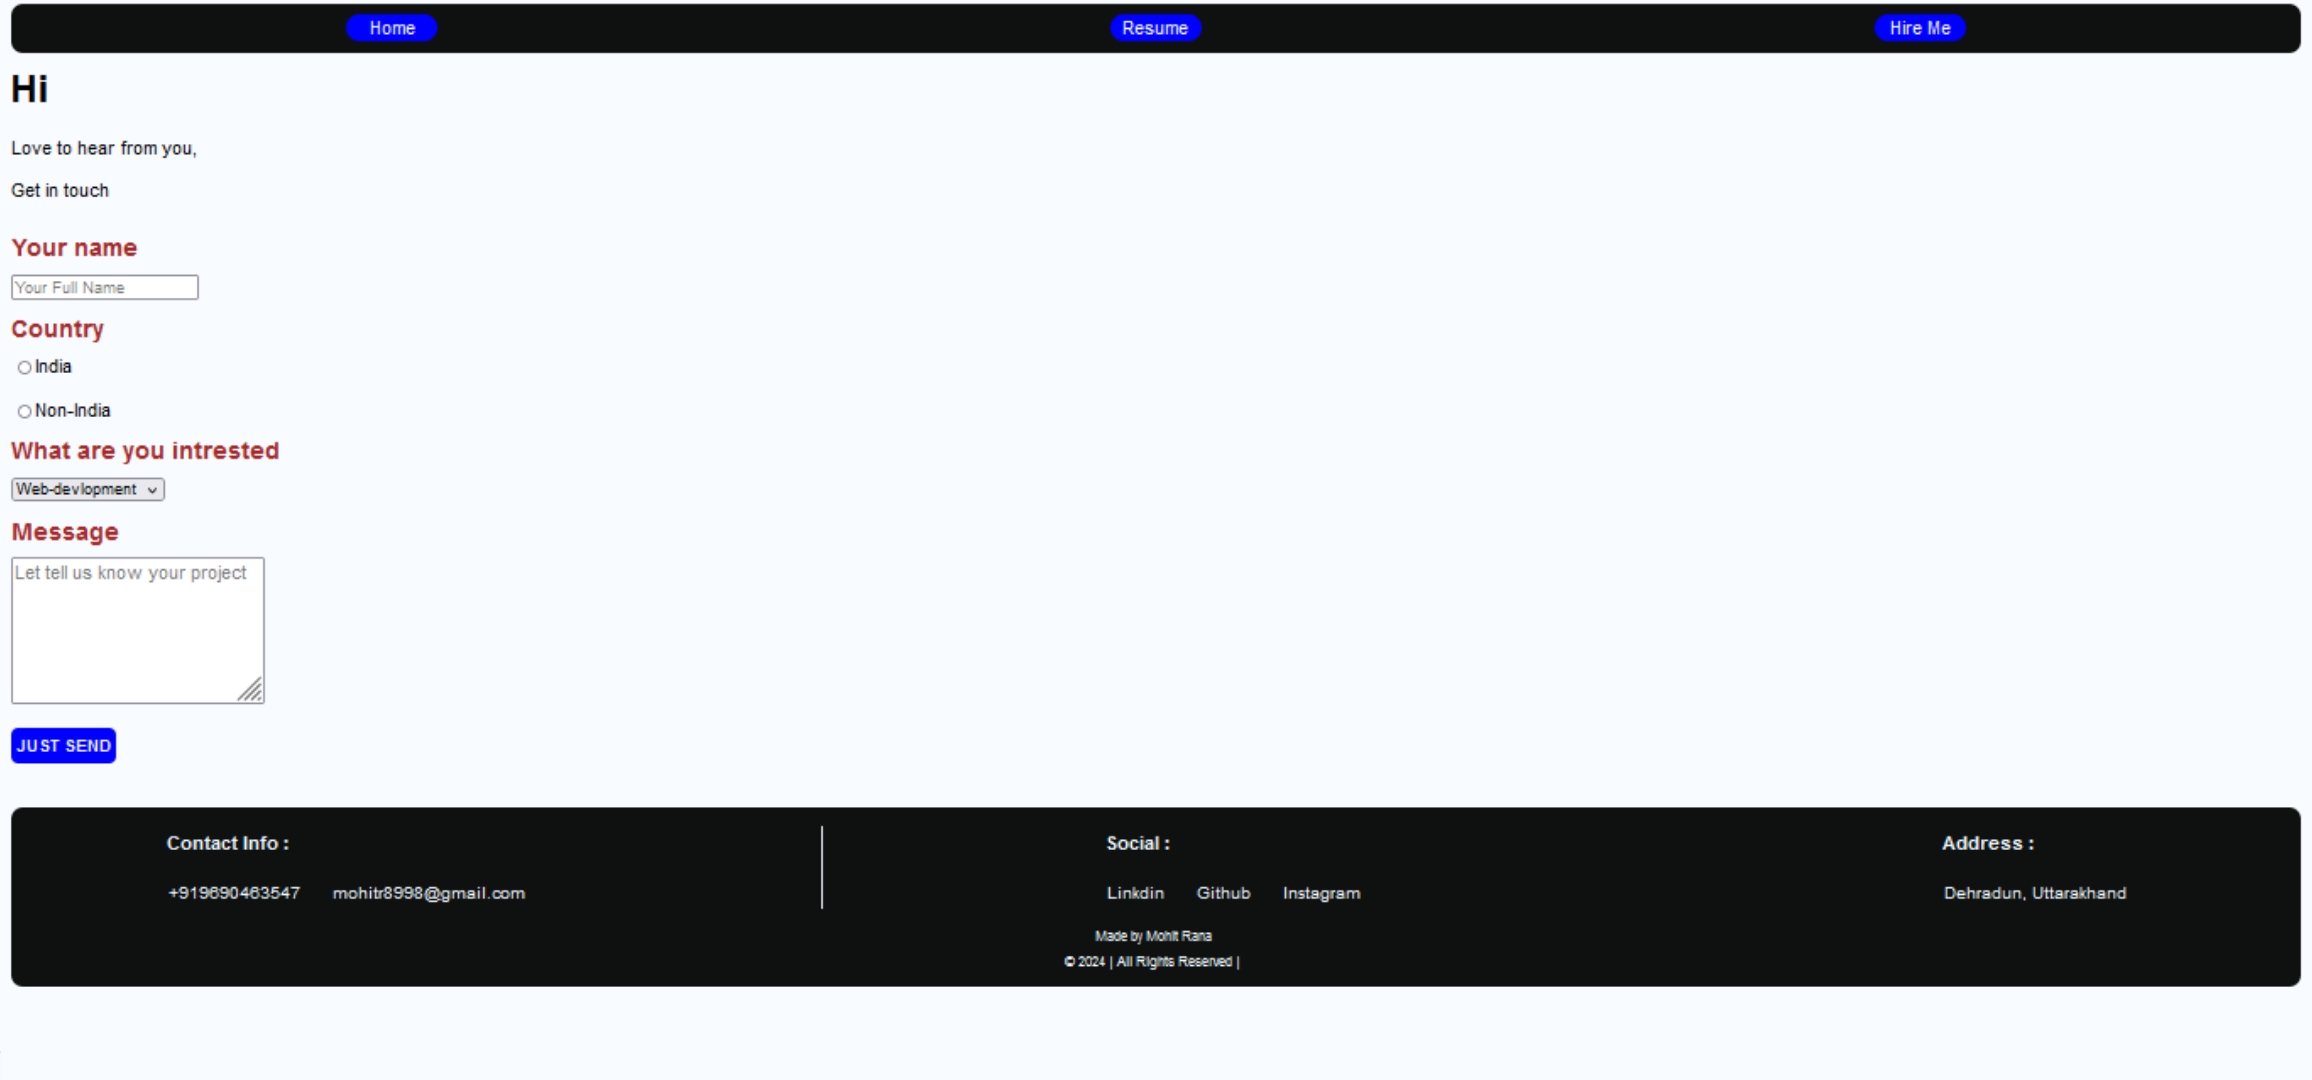 Home Resume Hire Me
Hi
Love to hear from you,
Get in touch
Your name
Your Full Name
Country
India
Non-India
What are you intrested
Web-devlopment
Message
Let tell us know your project
JUST SEND
Contact Info : Social : Address :
+919690463547 mohitr8998@gmail.com Linkdin Github Instagram Dehradun, Uttarakhand
Made by Mohit Rana
© 2024 | All Rights Reserved |